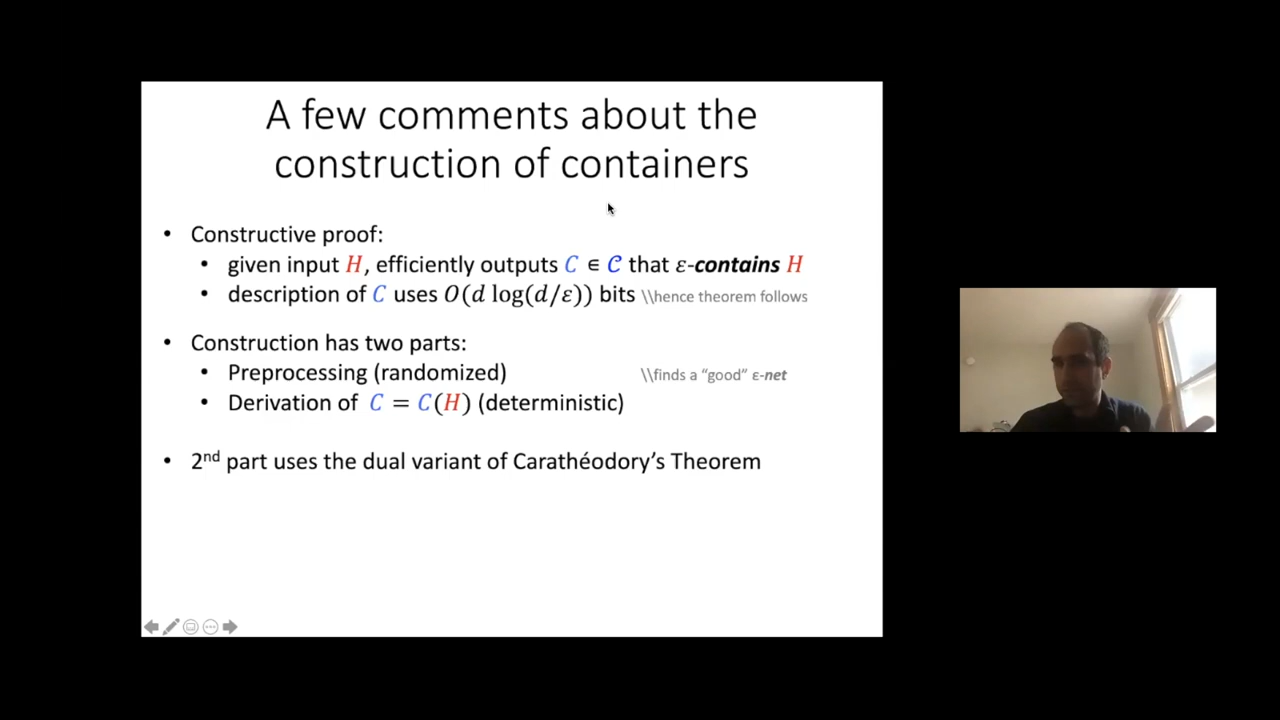 A few comments about the
construction of containers
• Constructive proof:
• given input H, efficiently outputs C ∈ 𝒞 that ε-contains H
• description of C uses O(d log(d/ε)) bits \\hence theorem follows
• Construction has two parts:
• Preprocessing (randomized) \\finds a “good” ε-net
• Derivation of C = C(H) (deterministic)
• 2nd part uses the dual variant of Carathéodory’s Theorem